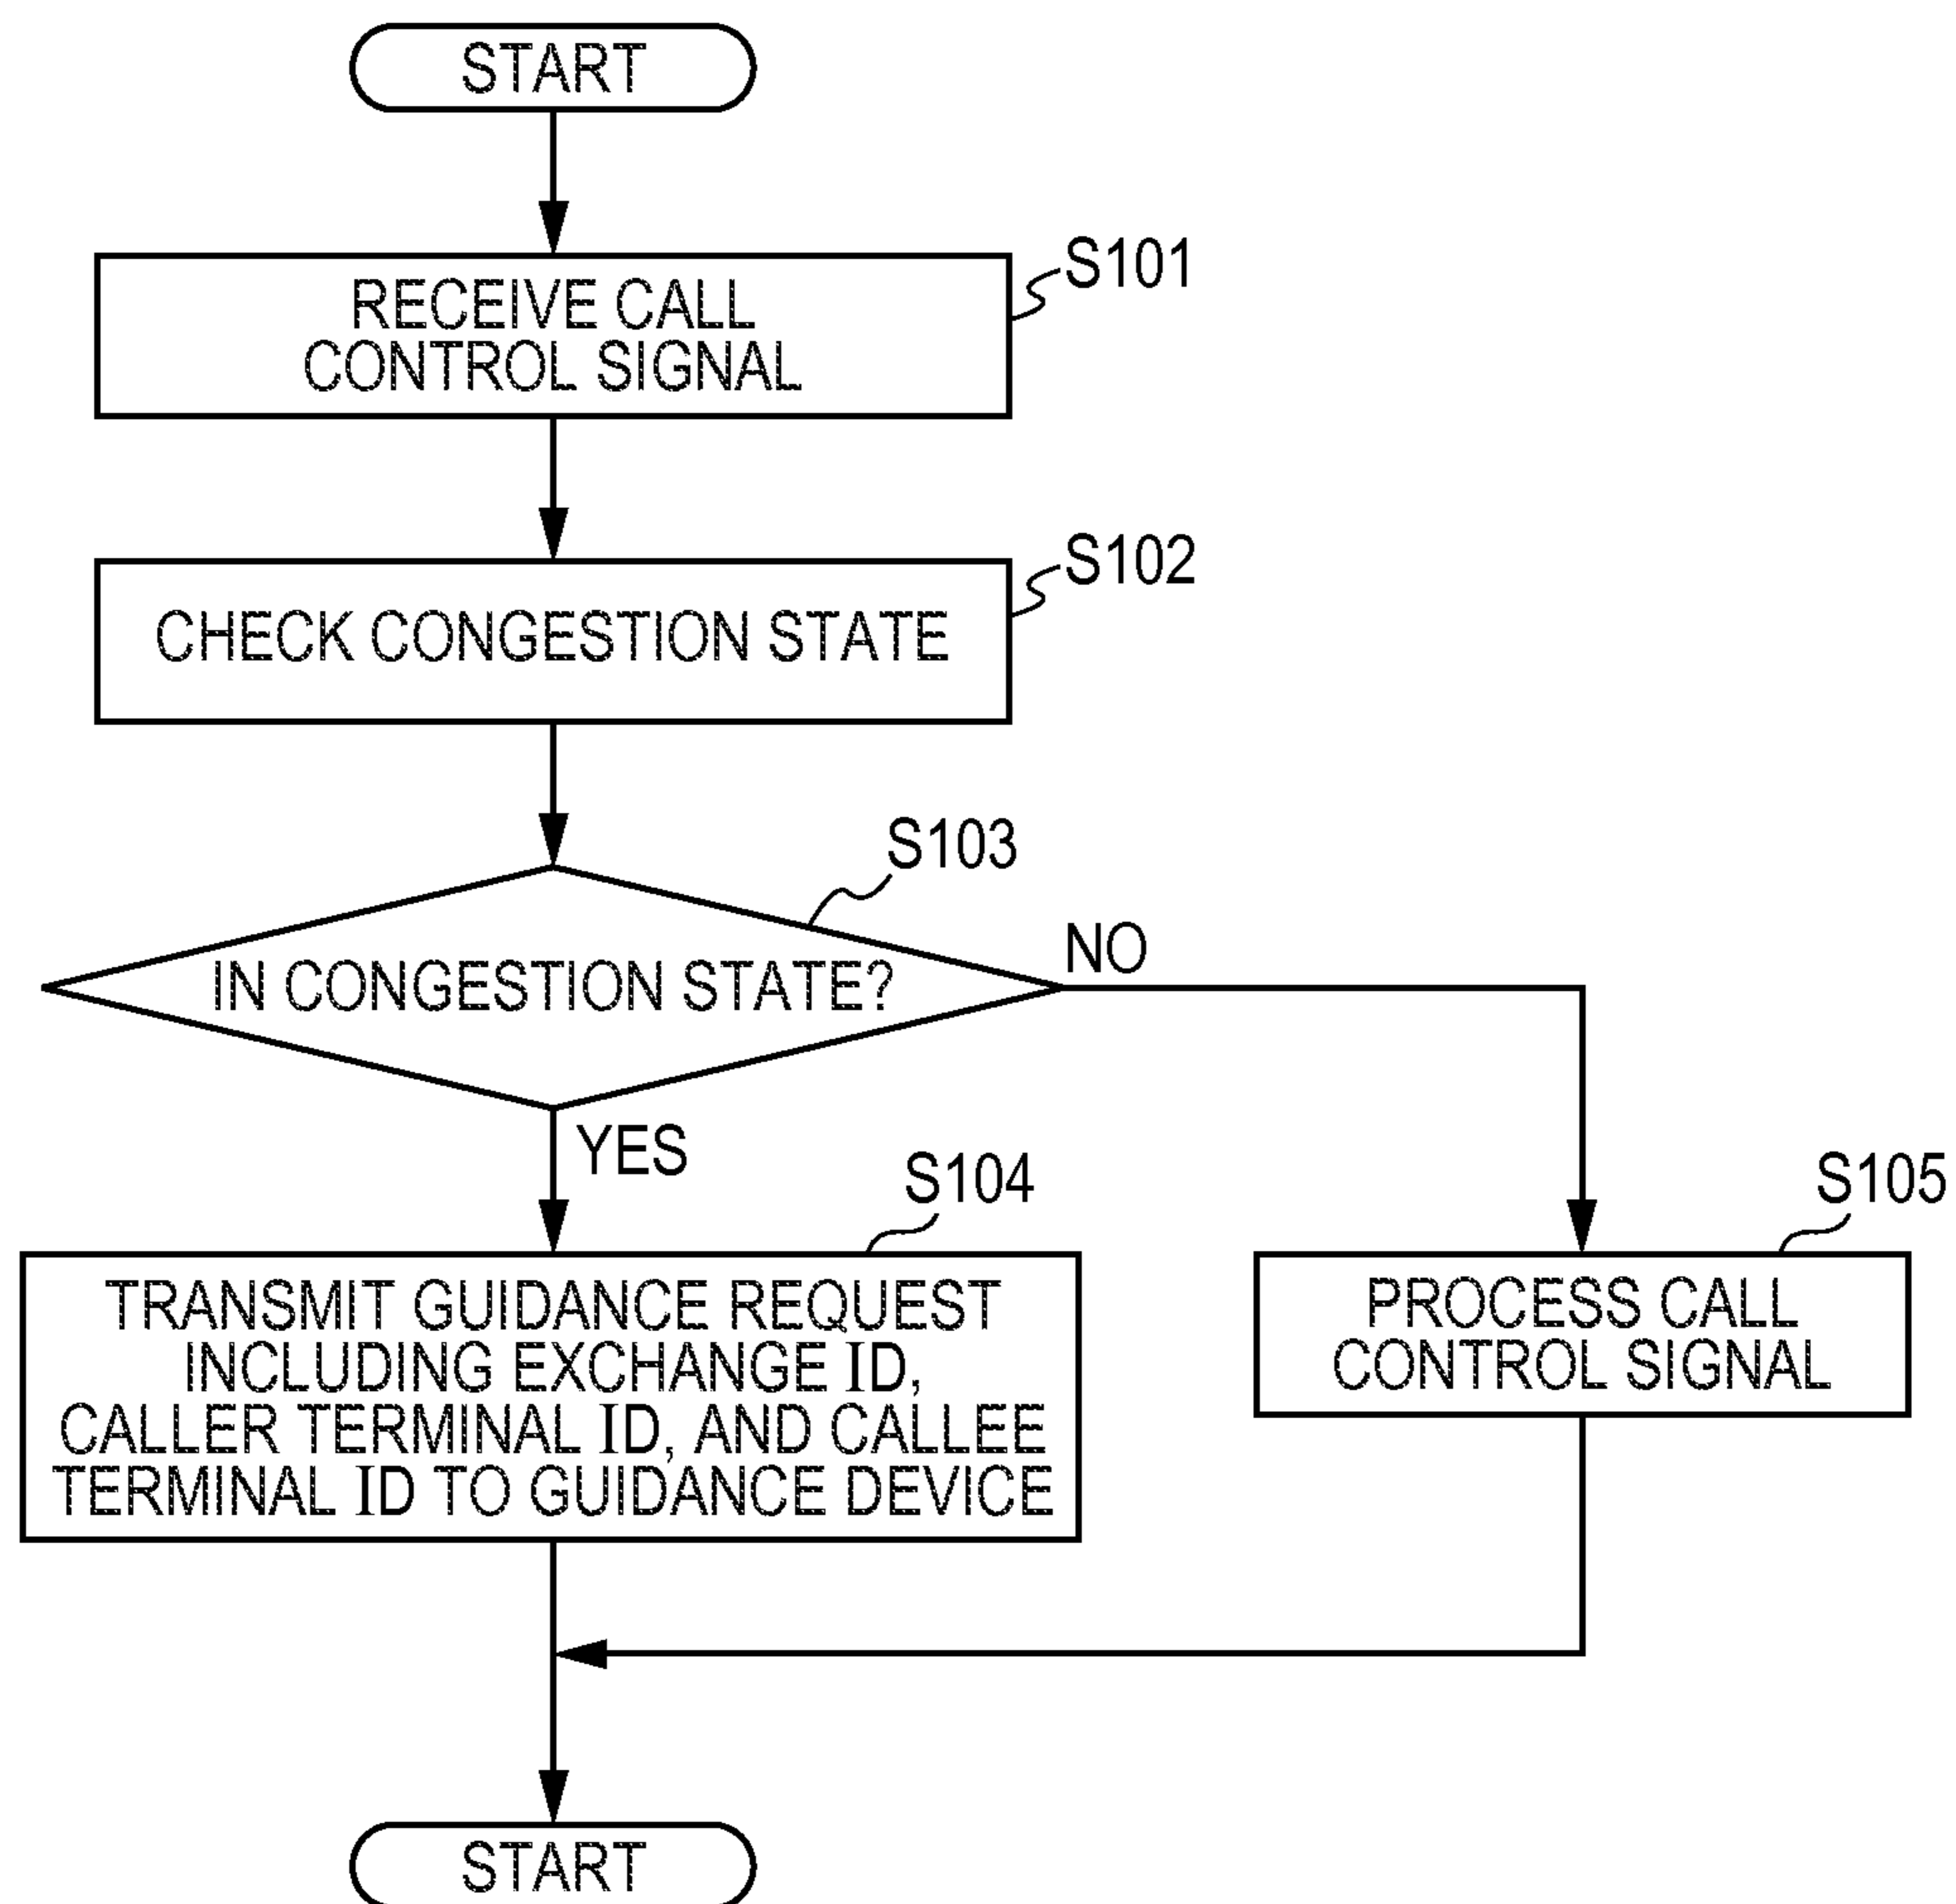 START
RECEIVE CALL
CONTROL SIGNAL
S101
CHECK CONGESTION STATE
S102
S103
IN CONGESTION STATE?
NO
YES
S104
TRANSMIT GUIDANCE REQUEST
INCLUDING EXCHANGE ID,
CALLER TERMINAL ID, AND CALLEE
TERMINAL ID TO GUIDANCE DEVICE
S105
PROCESS CALL
CONTROL SIGNAL
START